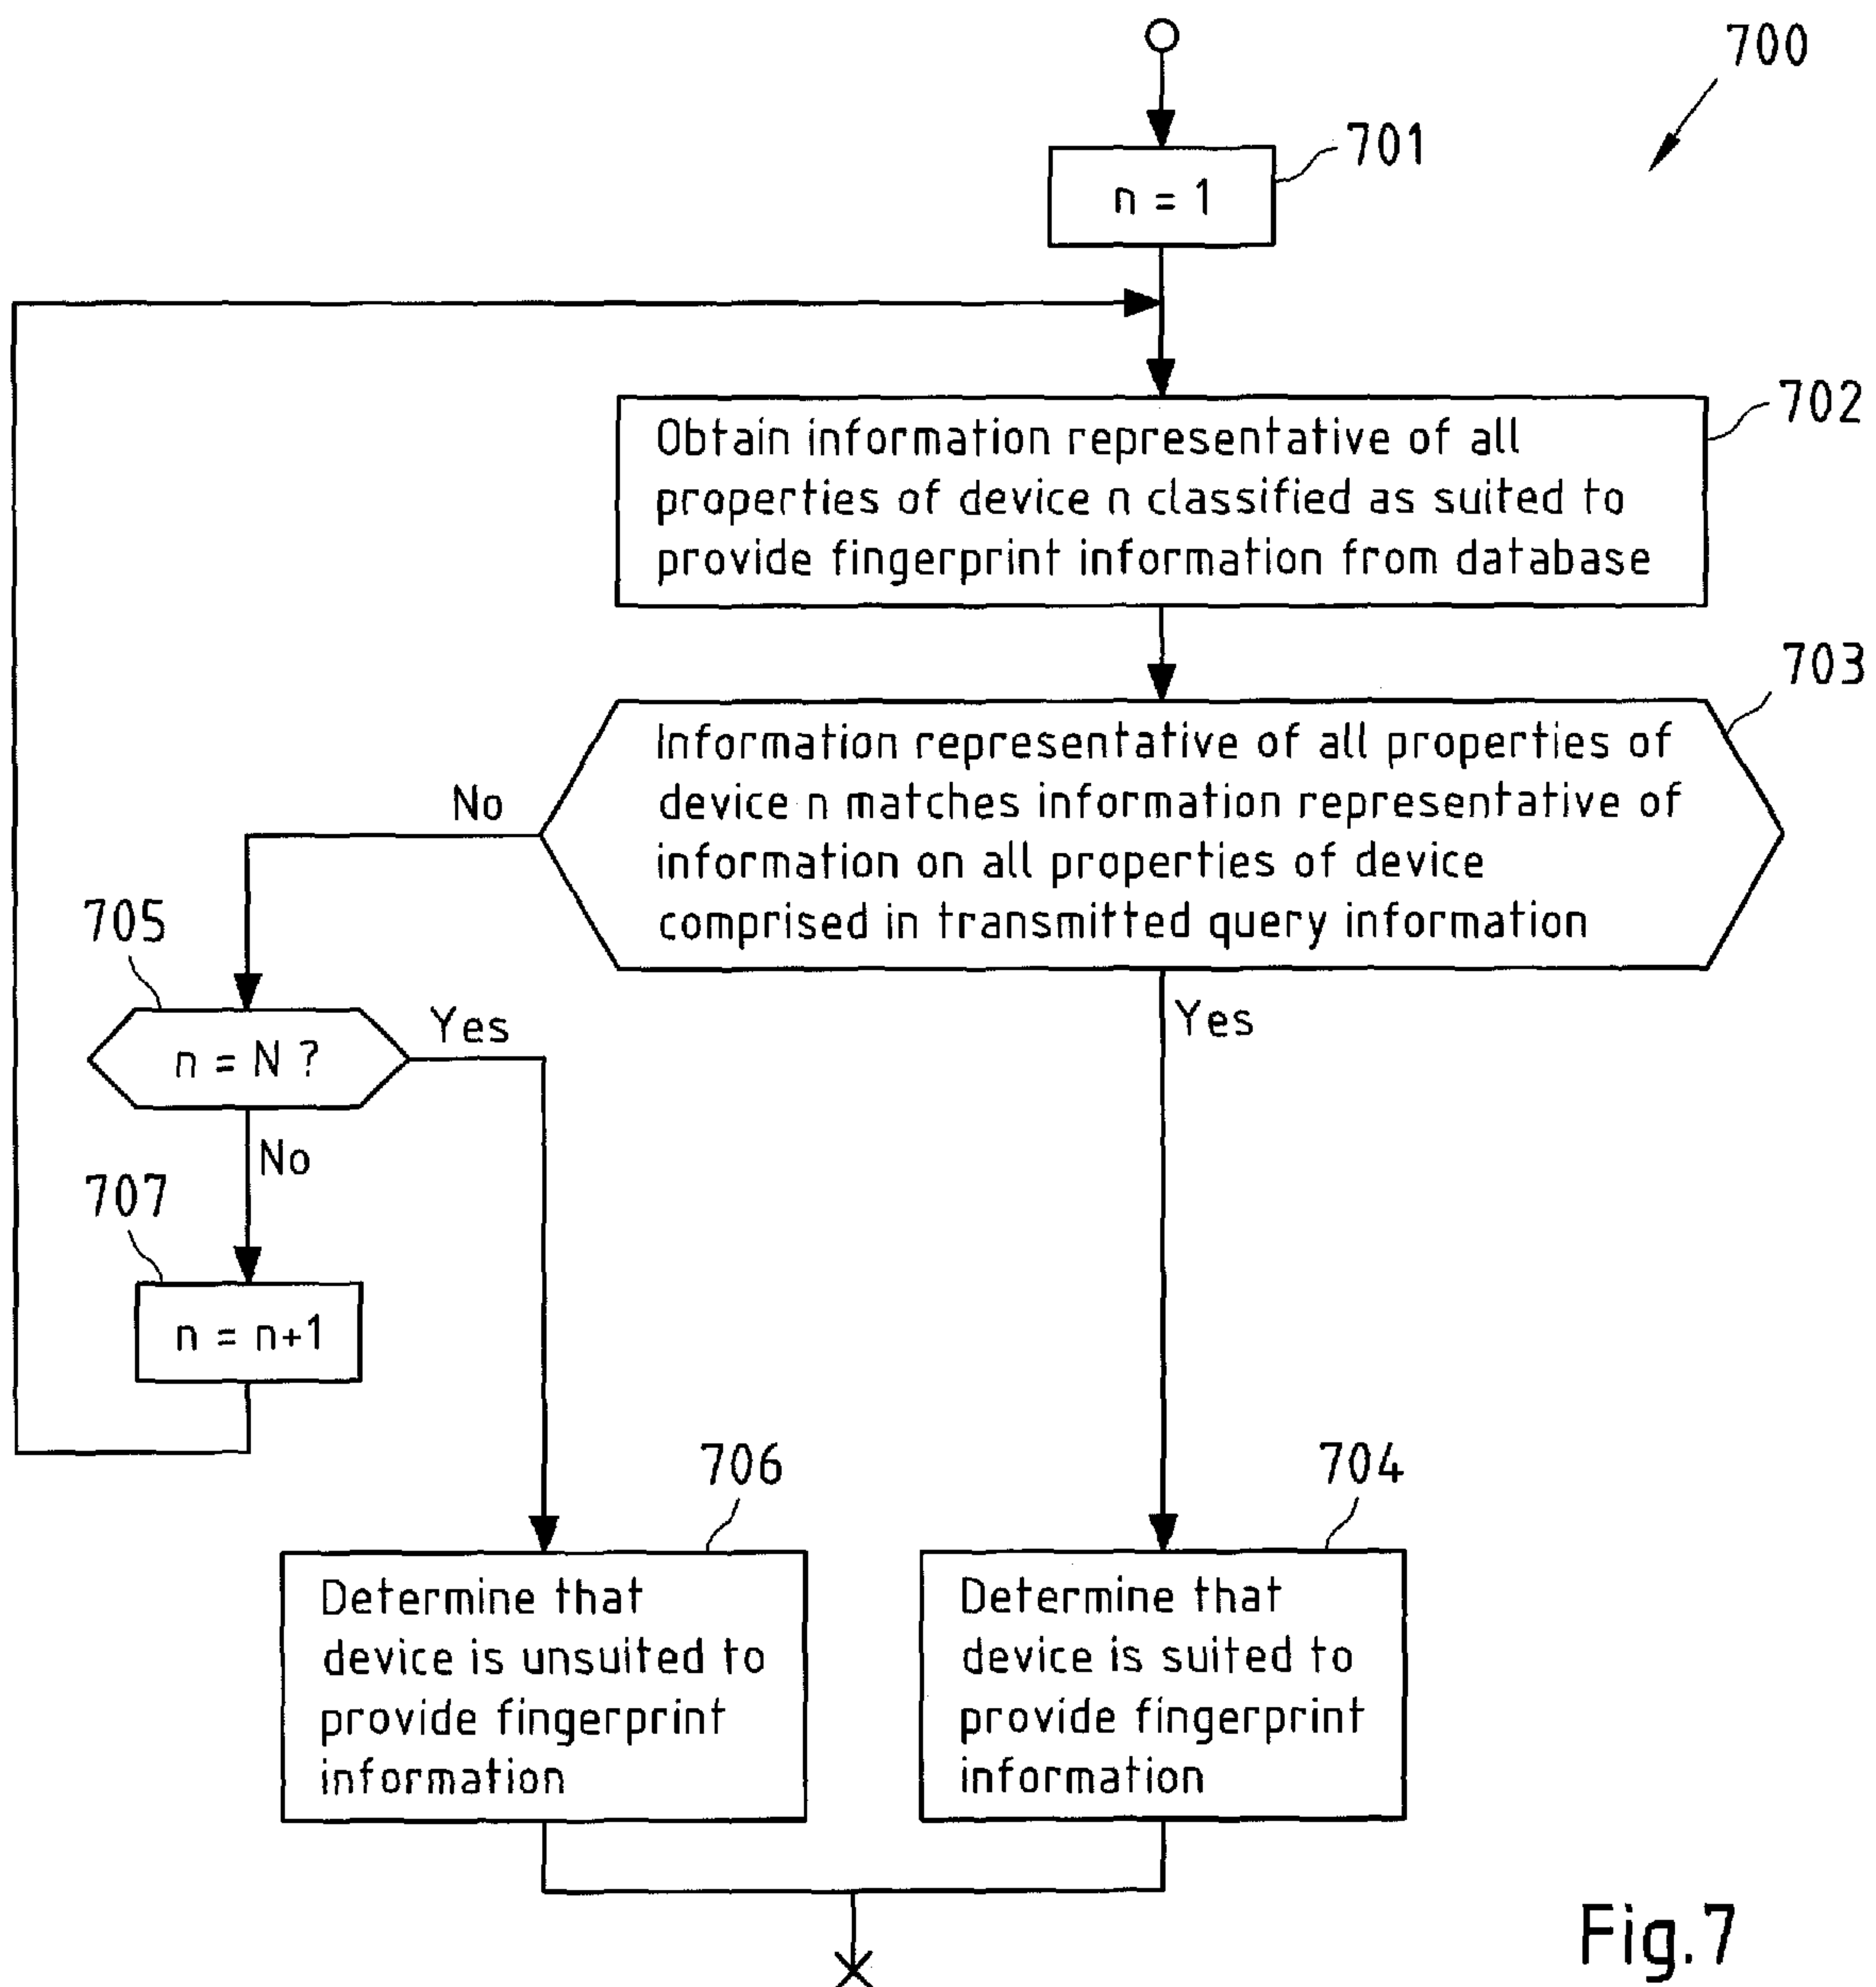 700
701
n = 1
702
Obtain information representative of all
properties of device n classified as suited to
provide fingerprint information from database
703
Information representative of all properties of
device n matches information representative of
information on all properties of device
comprised in transmitted query information
No
Yes
705
n = N ?
Yes
No
707
n = n+1
706
Determine that
device is unsuited to
provide fingerprint
information
704
Determine that
device is suited to
provide fingerprint
information
Fig.7